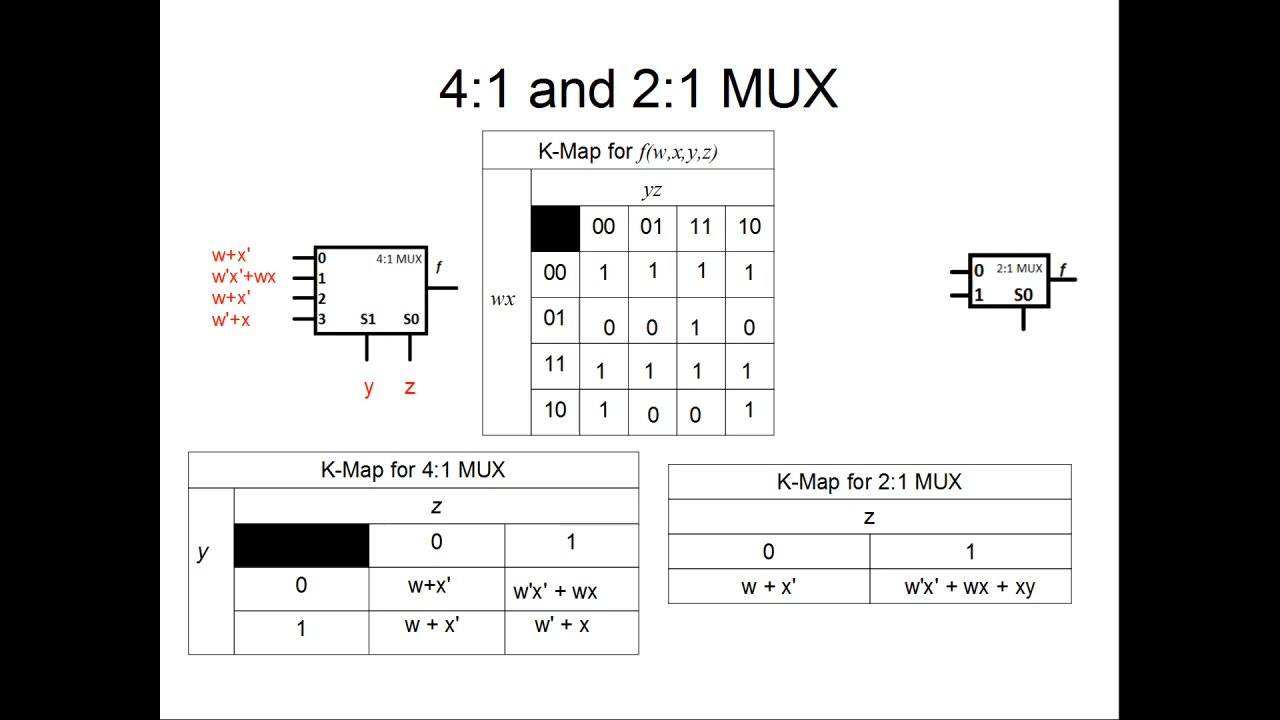 4:1 and 2:1 MUX
K-Map for f(w,x,y,z)
yz
00 01 11 10
wx
00 1 1 1 1
01 0 0 1 0
11 1 1 1 1
10 1 0 0 1
w+x' 0 4:1 MUX f
w'x'+wx 1
w+x' 2
w'+x 3 S1 S0
y z
0 2:1 MUX f
1 S0
K-Map for 4:1 MUX
z
y
0 1
0 w+x' w'x' + wx
1 w + x' w' + x
K-Map for 2:1 MUX
z
0 1
w + x' w'x' + wx + xy